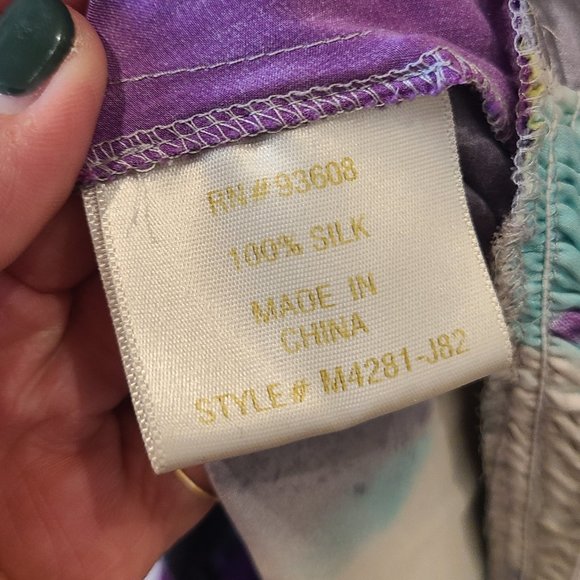 RN# 93608
100% SILK
MADE IN
CHINA
STYLE# M4281-J82